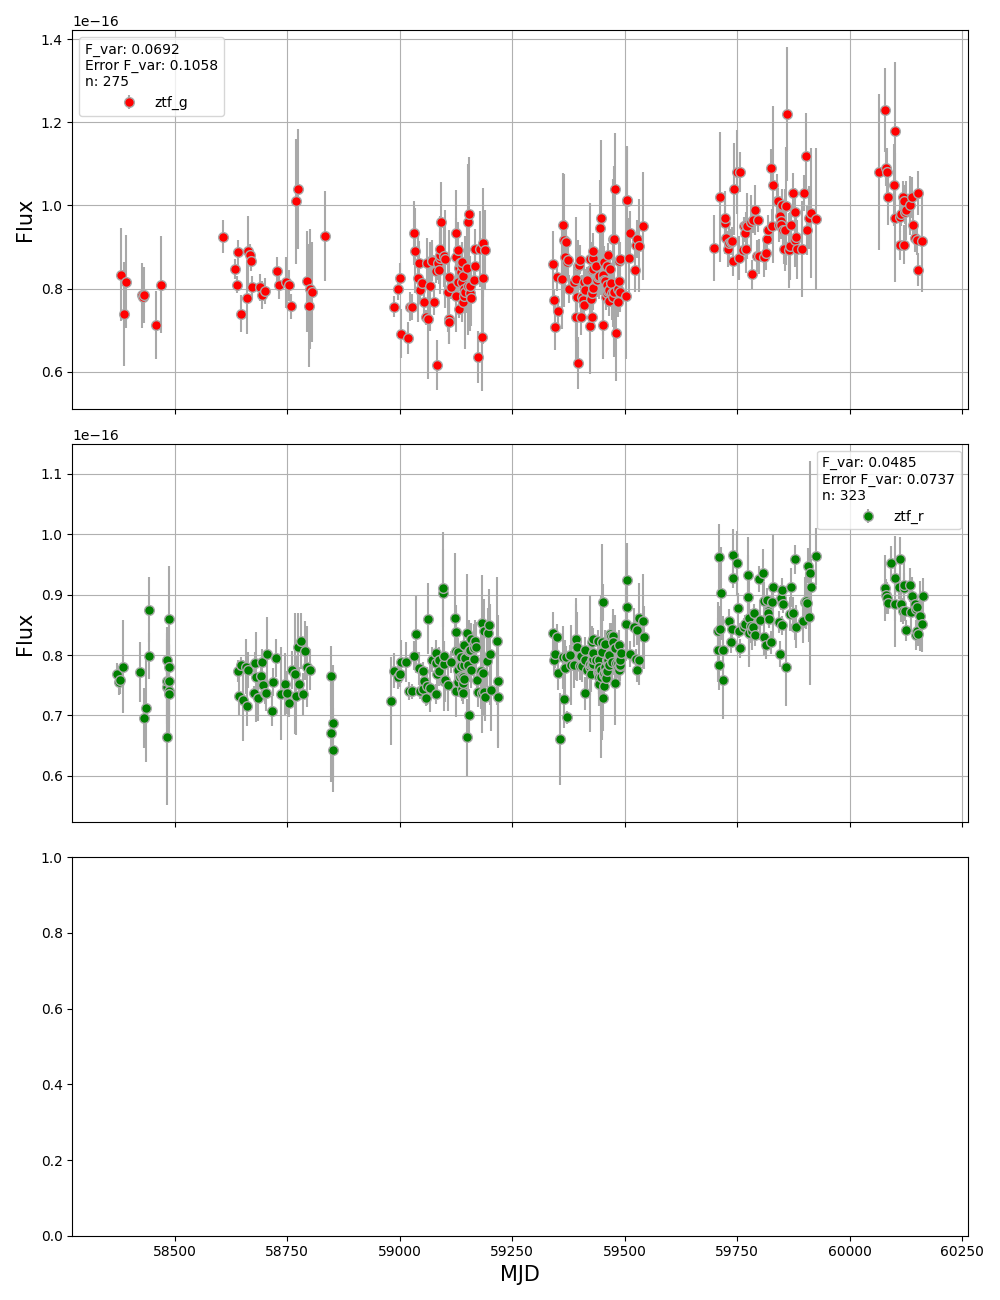 1e−16
1.4
F_var: 0.0692
Error F_var: 0.1058
n: 275
ztf_g
1.2
1.0
0.8
0.6
Flux
1e−16
1.1
F_var: 0.0485
Error F_var: 0.0737
n: 323
ztf_r
1.0
0.9
0.8
0.7
0.6
Flux
1.0
0.8
0.6
0.4
0.2
0.0
58500 58750 59000 59250 59500 59750 60000 60250
MJD